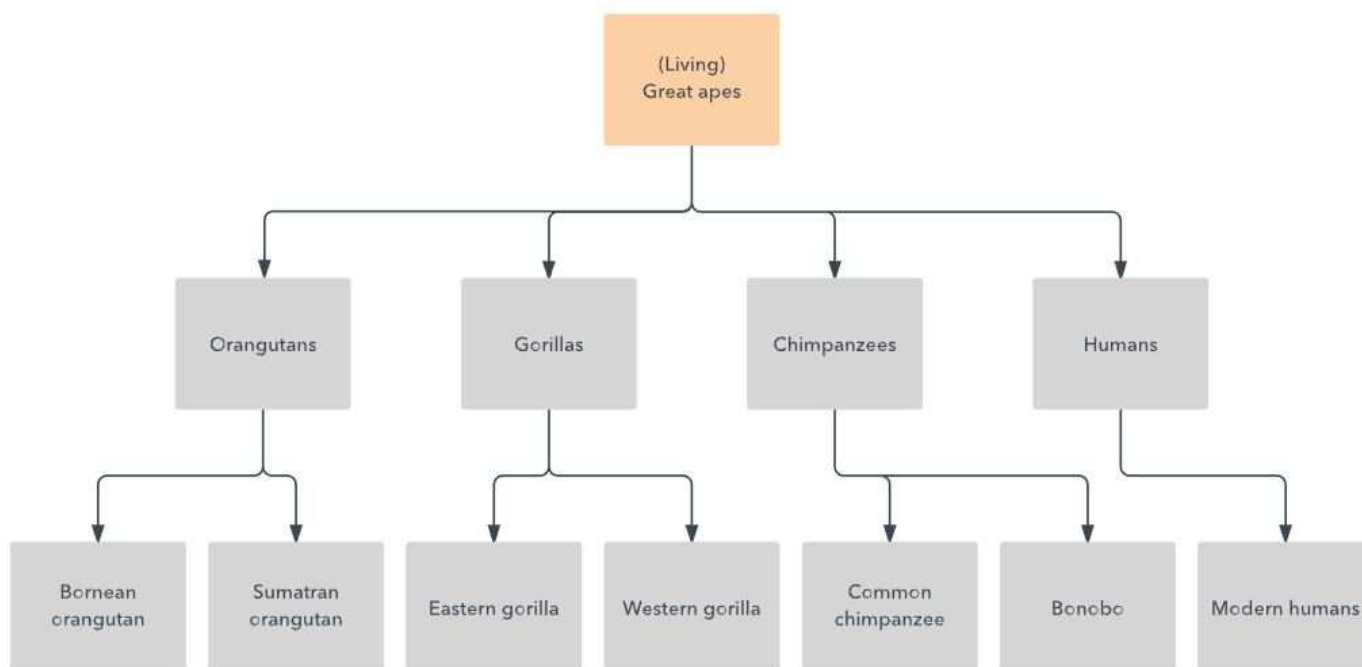 (Living)
Great apes
Orangutans
Gorillas
Chimpanzees
Humans
Bornean
orangutan
Sumatran
orangutan
Eastern gorilla
Western gorilla
Common
chimpanzee
Bonobo
Modern humans